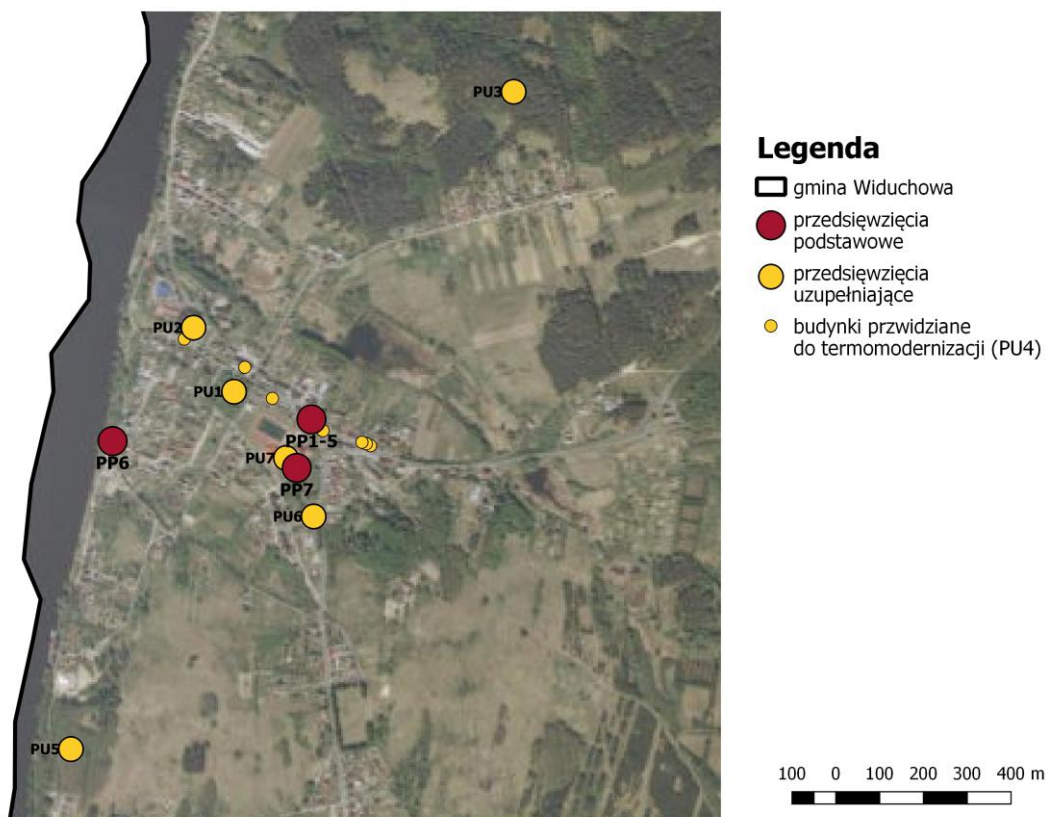 PU3
PU2
PU1
PP1-5
PP6
PU7
PP7
PU6
PU5
Legenda
gmina Widuchowa
przedsięwzięcia
podstawowe
przedsięwzięcia
uzupełniające
budynki przwidziane
do termomodernizacji (PU4)
100 0 100 200 300 400 m